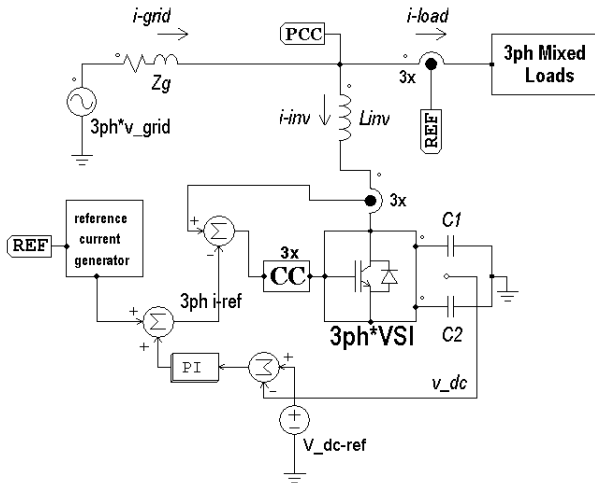 i-grid
PCC
i-load
Zg
3x
3ph Mixed
Loads
3ph*v_grid
i-inv
Linv
REF
3x
+
Σ
-
C1
REF
reference
current
generator
3x
CC
3ph i-ref
+
Σ
+
3ph*VSI
C2
PI
Σ
+
-
v_dc
+
-
V_dc-ref